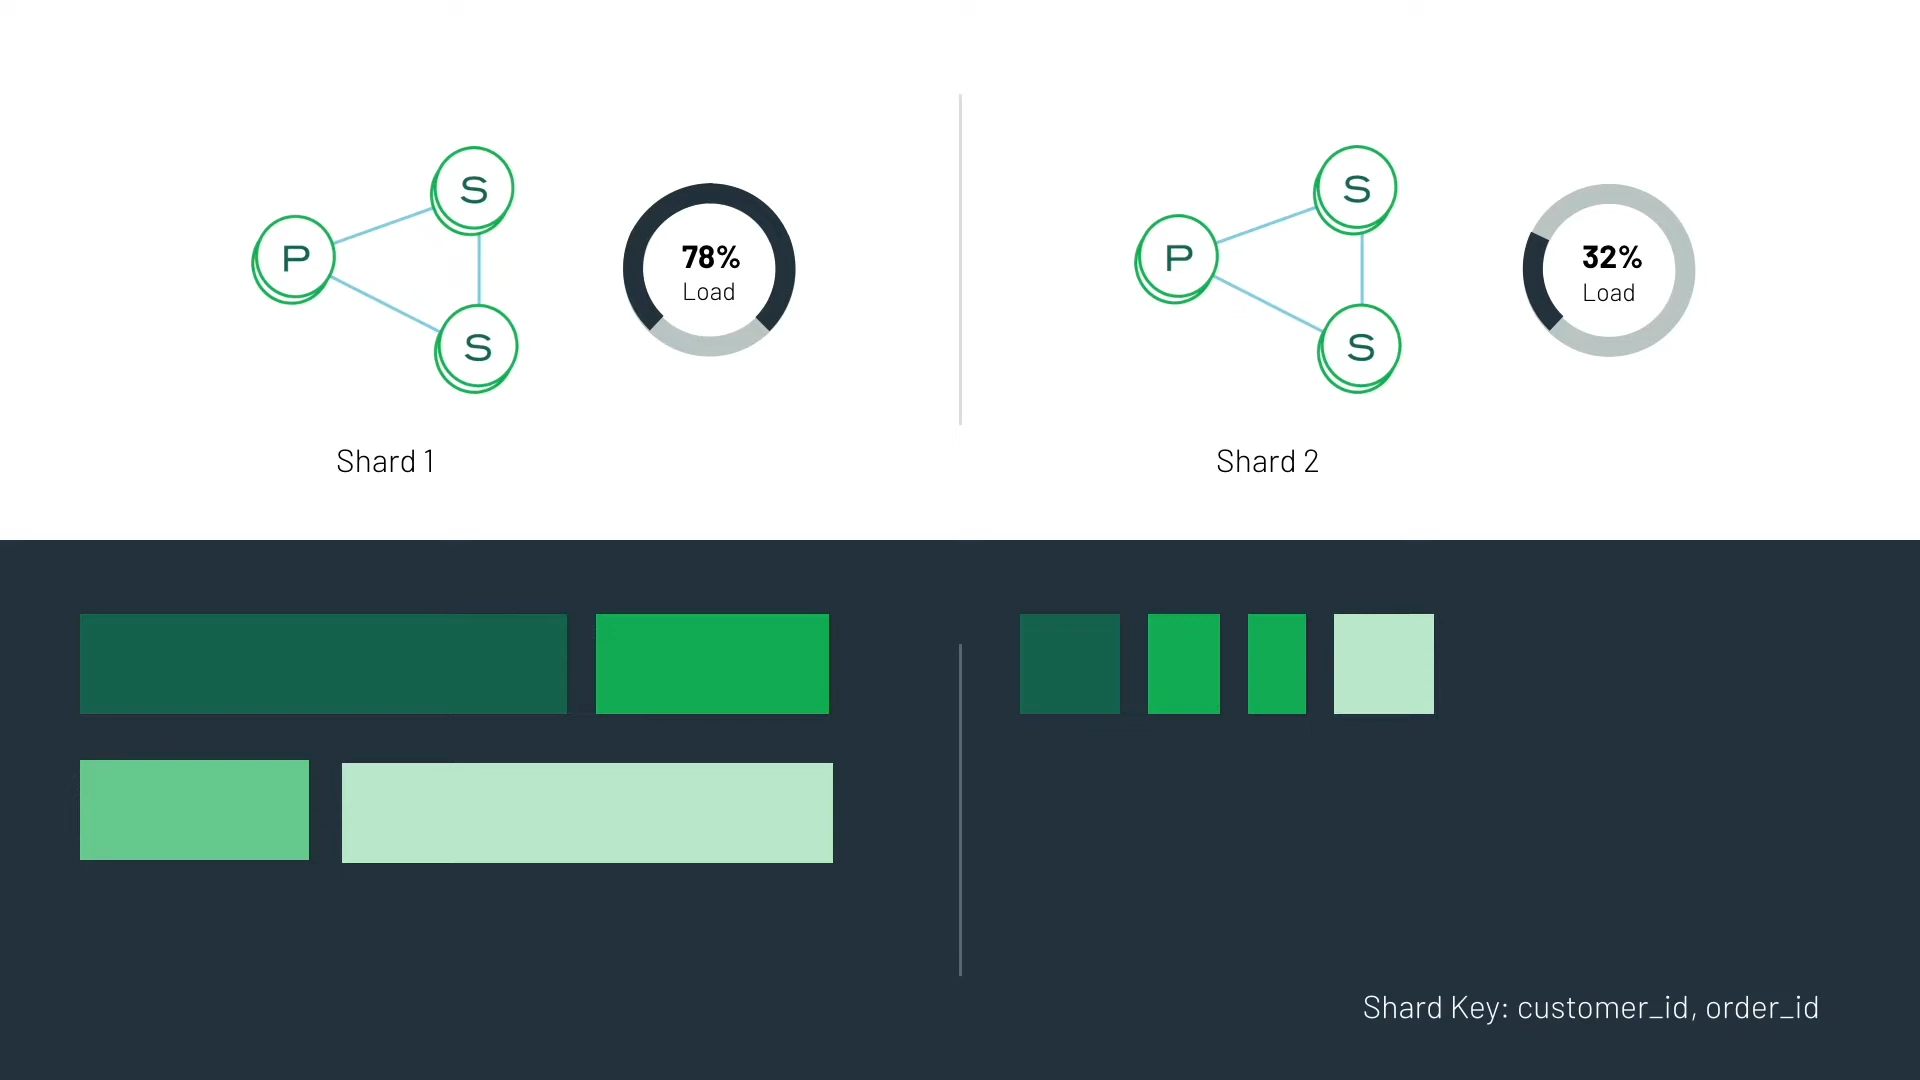 S
P
78%
Load
S
Shard 1
S
P
32%
Load
S
Shard 2
Shard Key: customer_id, order_id